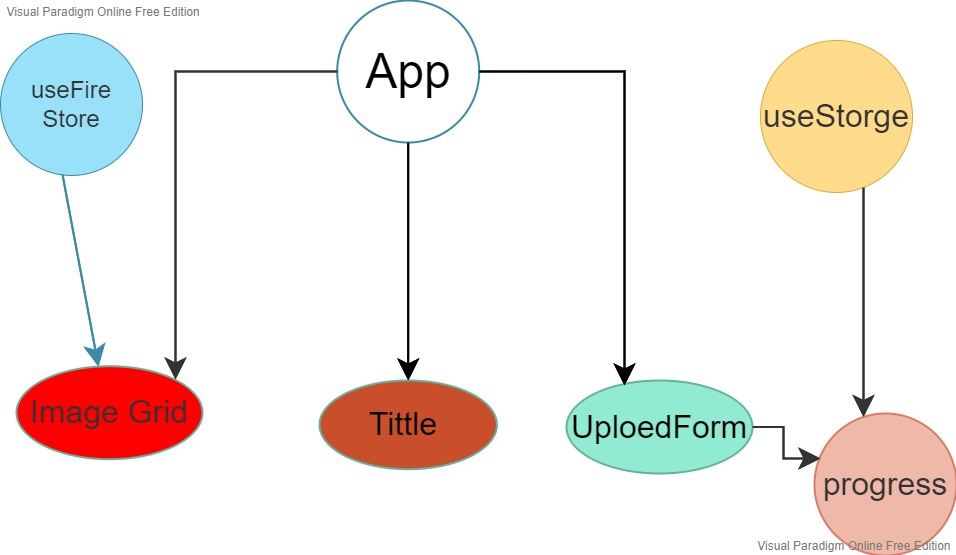 Visual Paradigm Online Free Edition
useFire
Store
App
useStorge
Image Grid
Tittle
UploedForm
progress
Visual Paradigm Online Free Edition